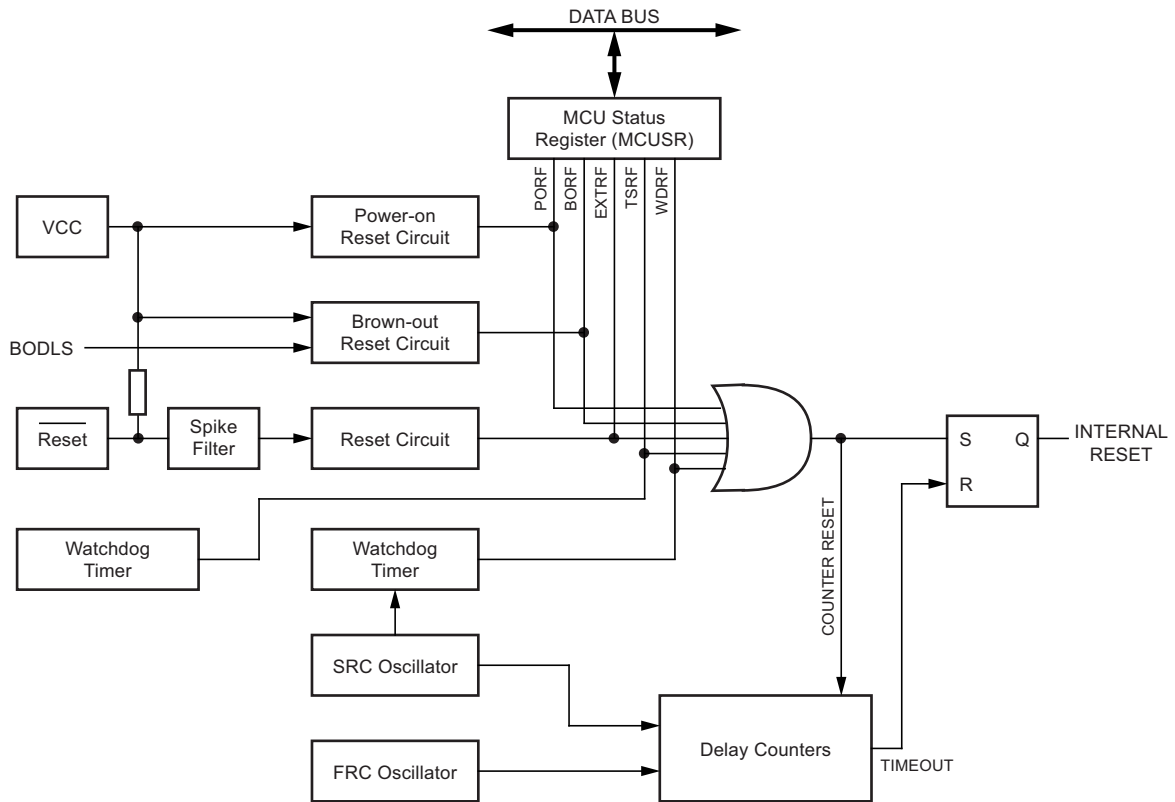 DATA BUS
MCU Status
Register (MCUSR)
PORF
BORF
EXTRF
TSRF
WDRF
VCC
Power-on
Reset Circuit
Brown-out
Reset Circuit
BODLS
Reset
Spike
Filter
Reset Circuit
S
Q
R
INTERNAL
RESET
Watchdog
Timer
Watchdog
Timer
COUNTER RESET
SRC Oscillator
Delay Counters
FRC Oscillator
TIMEOUT